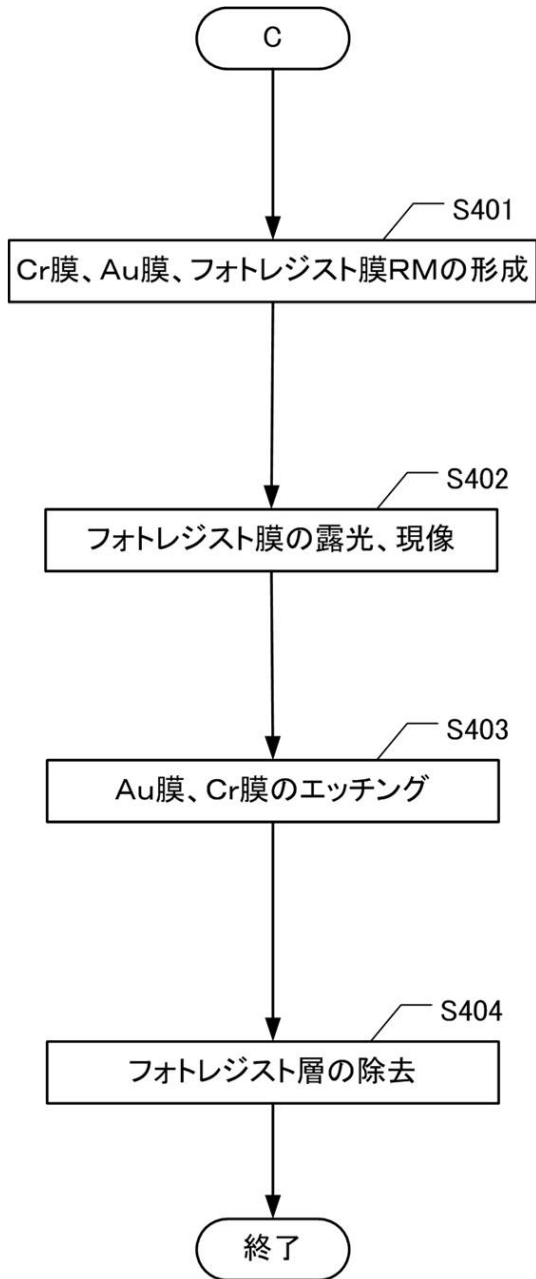 C
S401
Cr膜、Au膜、フォトレジスト膜RMの形成
S402
フォトレジスト膜の露光、現像
S403
Au膜、Cr膜のエッチング
S404
フォトレジスト層の除去
終了